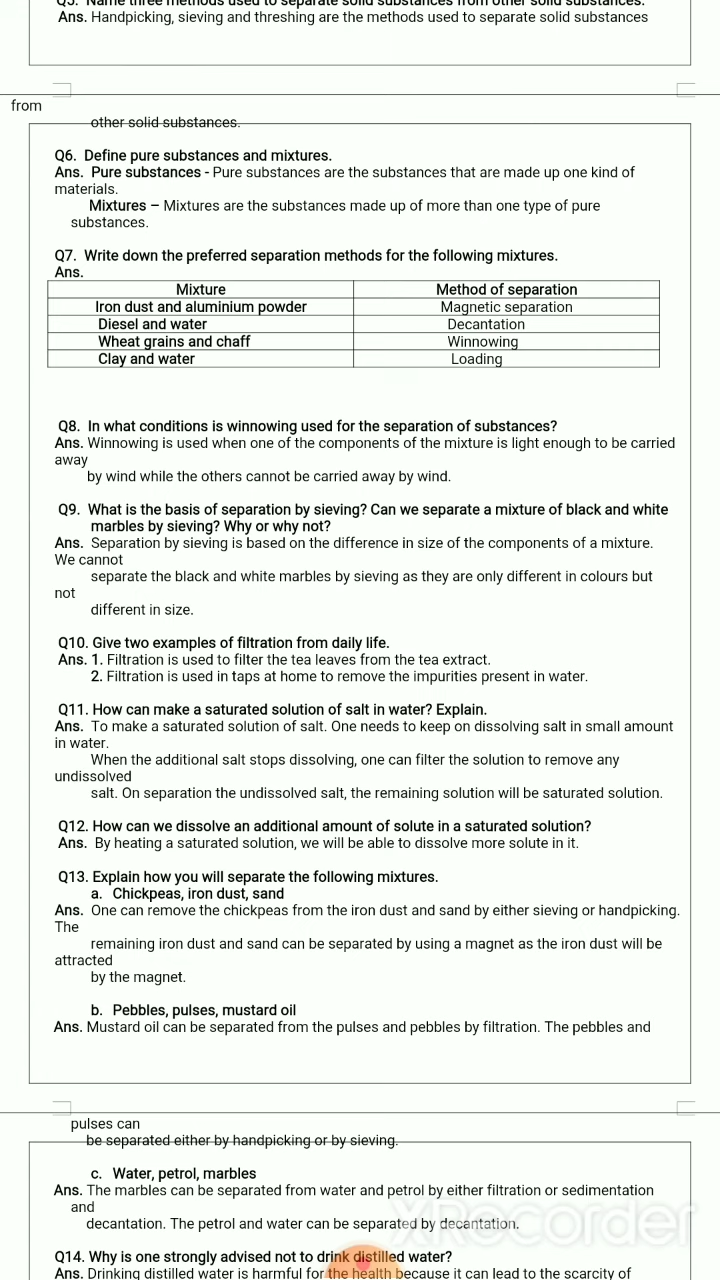 Q5. Name three methods used to separate solid substances from other solid substances.
Ans. Handpicking, sieving and threshing are the methods used to separate solid substances
from
other solid substances.
Q6. Define pure substances and mixtures.
Ans. Pure substances - Pure substances are the substances that are made up one kind of
materials.
Mixtures – Mixtures are the substances made up of more than one type of pure
substances.
Q7. Write down the preferred separation methods for the following mixtures.
Ans.
Mixture Method of separation
Iron dust and aluminium powder Magnetic separation
Diesel and water Decantation
Wheat grains and chaff Winnowing
Clay and water Loading
Q8. In what conditions is winnowing used for the separation of substances?
Ans. Winnowing is used when one of the components of the mixture is light enough to be carried
away
by wind while the others cannot be carried away by wind.
Q9. What is the basis of separation by sieving? Can we separate a mixture of black and white
marbles by sieving? Why or why not?
Ans. Separation by sieving is based on the difference in size of the components of a mixture.
We cannot
separate the black and white marbles by sieving as they are only different in colours but
not
different in size.
Q10. Give two examples of filtration from daily life.
Ans. 1. Filtration is used to filter the tea leaves from the tea extract.
2. Filtration is used in taps at home to remove the impurities present in water.
Q11. How can make a saturated solution of salt in water? Explain.
Ans. To make a saturated solution of salt. One needs to keep on dissolving salt in small amount
in water.
When the additional salt stops dissolving, one can filter the solution to remove any
undissolved
salt. On separation the undissolved salt, the remaining solution will be saturated solution.
Q12. How can we dissolve an additional amount of solute in a saturated solution?
Ans. By heating a saturated solution, we will be able to dissolve more solute in it.
Q13. Explain how you will separate the following mixtures.
a. Chickpeas, iron dust, sand
Ans. One can remove the chickpeas from the iron dust and sand by either sieving or handpicking.
The
remaining iron dust and sand can be separated by using a magnet as the iron dust will be
attracted
by the magnet.
b. Pebbles, pulses, mustard oil
Ans. Mustard oil can be separated from the pulses and pebbles by filtration. The pebbles and
pulses can
be separated either by handpicking or by sieving.
c. Water, petrol, marbles
Ans. The marbles can be separated from water and petrol by either filtration or sedimentation
and
decantation. The petrol and water can be separated by decantation.
XRecorder
Q14. Why is one strongly advised not to drink distilled water?
Ans. Drinking distilled water is harmful for the health because it can lead to the scarcity of